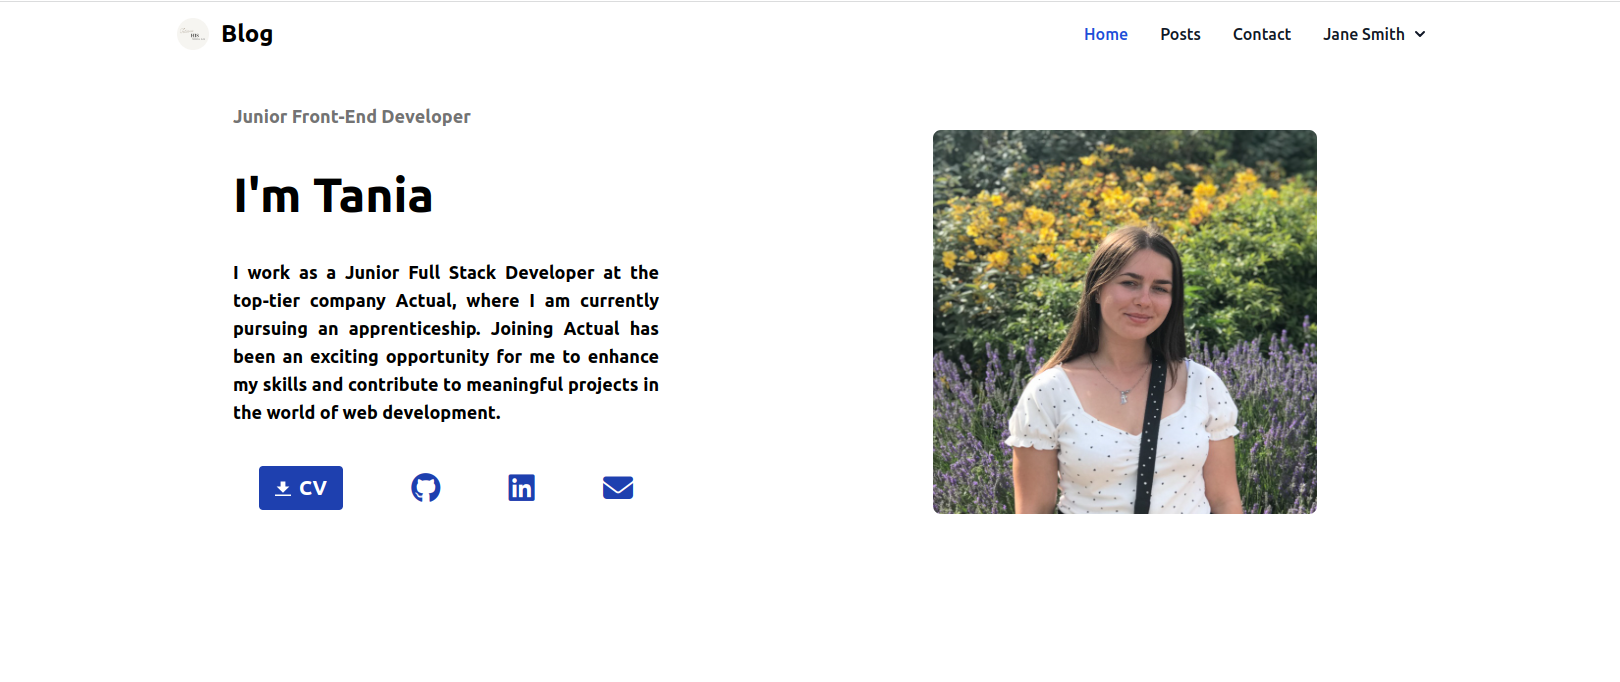 Blog
Home Posts Contact Jane Smith
Junior Front-End Developer
I'm Tania
I work as a Junior Full Stack Developer at the
top-tier company Actual, where I am currently
pursuing an apprenticeship. Joining Actual has
been an exciting opportunity for me to enhance
my skills and contribute to meaningful projects in
the world of web development.
CV
in